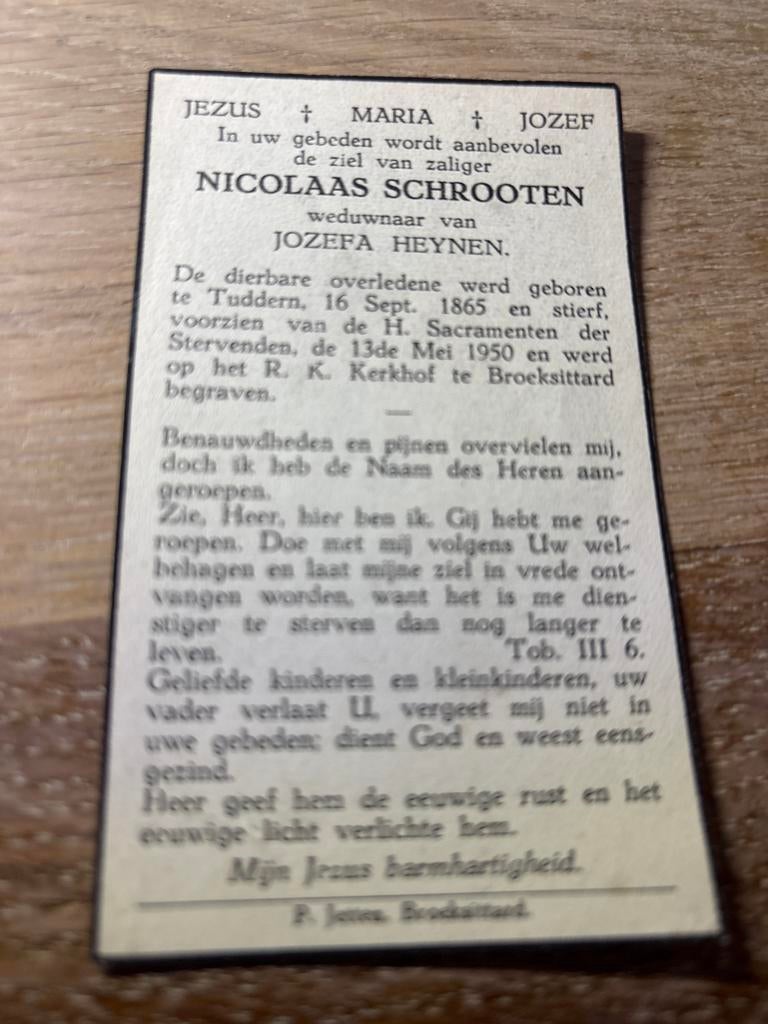 JEZUS † MARIA † JOZEF
In uw gebeden wordt aanbevolen
de ziel van zaliger
NICOLAAS SCHROOTEN
weduwnaar van
JOZEFA HEYNEN.
De dierbare overledene werd geboren
te Tuddern, 16 Sept. 1865 en stierf,
voorzien van de H. Sacramenten der
Stervenden, de 13de Mei 1950 en werd
op het R. K. Kerkhof te Broeksittard
begraven.
Benauwdheden en pijnen overvielen mij,
doch ik heb de Naam des Heren aan-
geroepen.
Zie, Heer, hier ben ik. Gij hebt me ge-
roepen. Doe met mij volgens Uw wel-
behagen en laat mijne ziel in vrede ont-
vangen worden, want het is me dien-
stiger te sterven dan nog langer te
leven. Tob. III 6.
Geliefde kinderen en kleinkinderen, uw
vader verlaat U, vergeet mij niet in
uwe gebeden; dient God en weest eens-
gezind.
Heer geef hem de eeuwige rust en het
eeuwige licht verlichte hem.
Mijn Jezus barmhartigheid.
P. Jetten, Broeksittard.